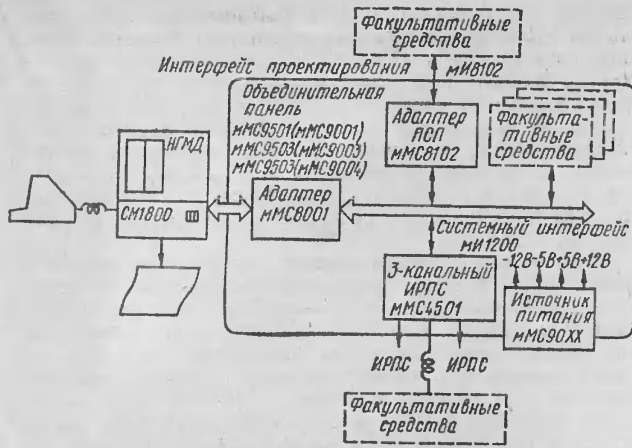 Факультативные
средства
Интерфейс проектирования
мИ8102
Объединительная
панель
мМС9501(мМС9001)
мМС9503(мМС9003)
мМС9503(мМС9004)
НГМД
СМ1800
Адаптер
мМС8001
Адаптер
АСП
мМС8102
Факульта-
тивные
средства
Системный интерфейс
мИ1200
3-канальный
ИРПС
мМС4501
-12В-5В+5В+12В
Источник
питания
мМС90ХХ
ИРПС
ИРПС
Факультативные
средства